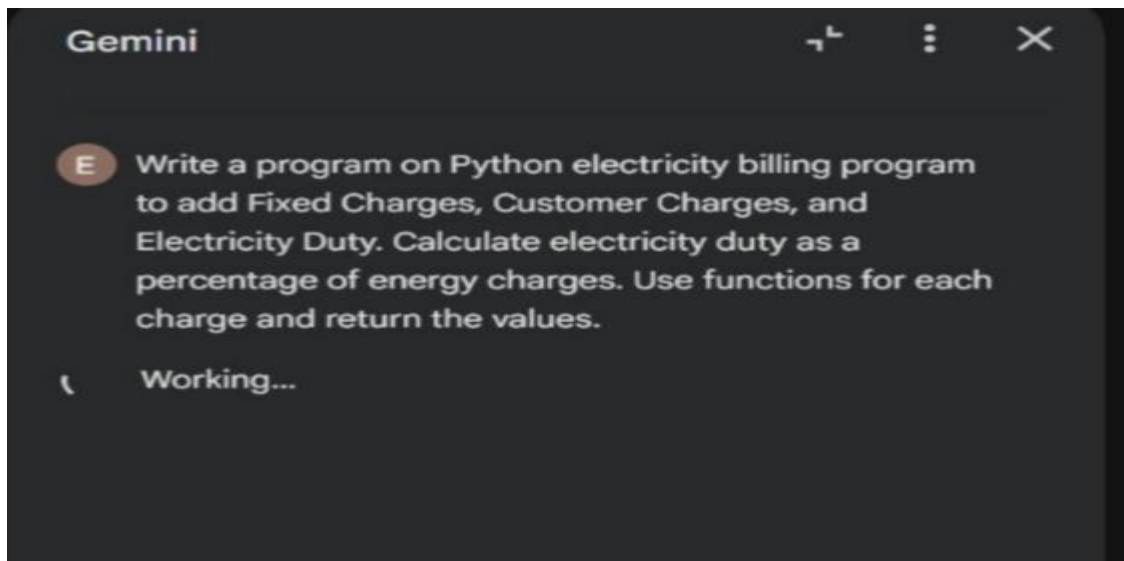 Gemini
E
Write a program on Python electricity billing program
to add Fixed Charges, Customer Charges, and
Electricity Duty. Calculate electricity duty as a
percentage of energy charges. Use functions for each
charge and return the values.
Working...